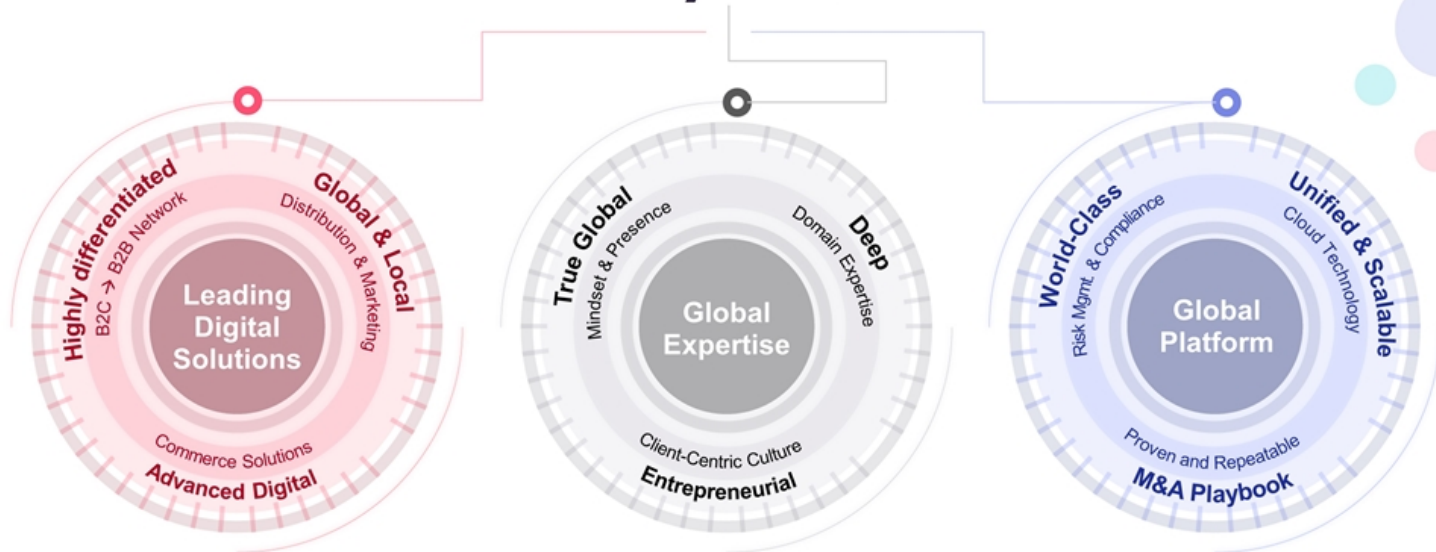 Highly differentiated
B2C → B2B Network
Global & Local
Distribution & Marketing
Leading
Digital
Solutions
Commerce Solutions
Advanced Digital
True Global
Mindset & Presence
Deep
Domain Expertise
Global
Expertise
Client-Centric Culture
Entrepreneurial
World-Class
Risk Mgmt. & Compliance
Unified & Scalable
Cloud Technology
Global
Platform
Proven and Repeatable
M&A Playbook